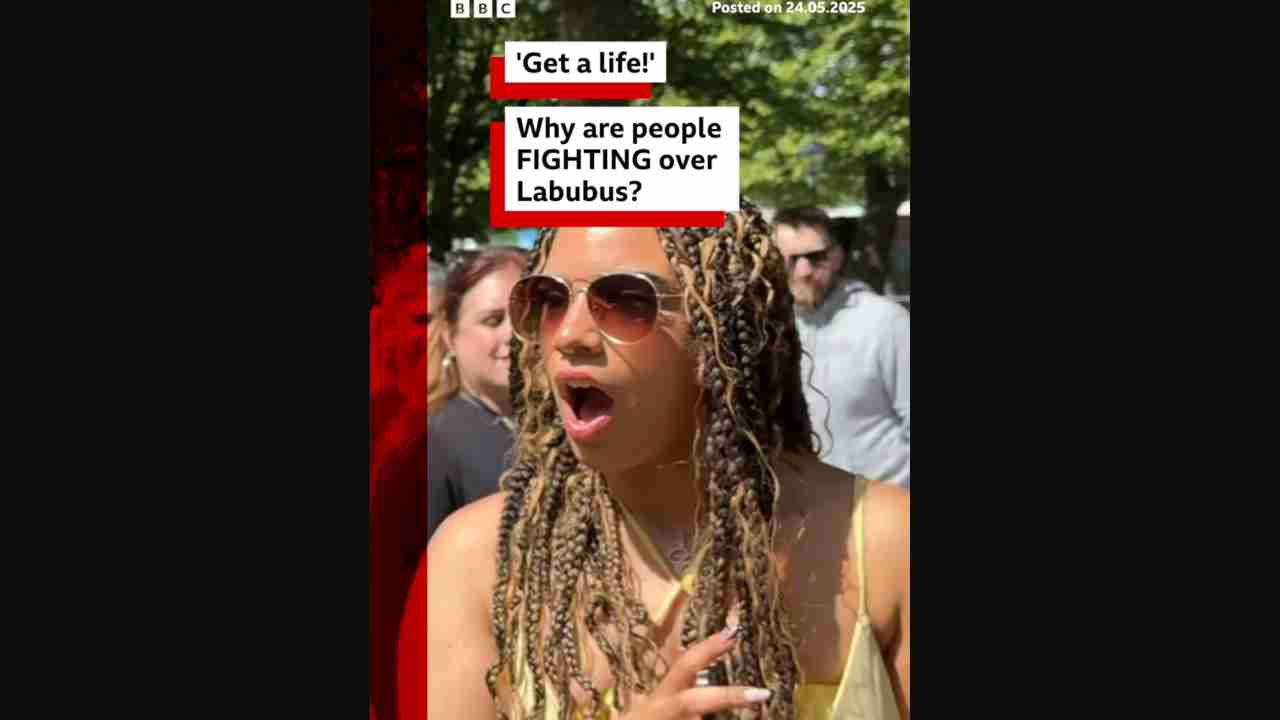 BBC
Posted on 24.05.2025
'Get a life!'
Why are people
FIGHTING over
Labubus?